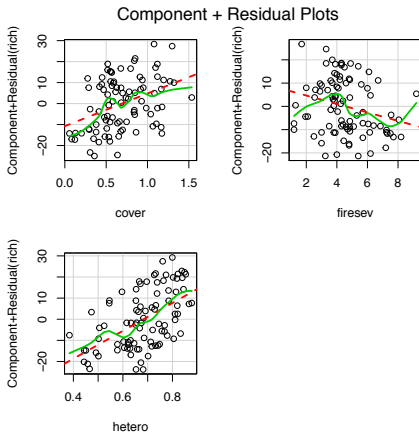 Component + Residual Plots
Component+Residual(rich)
30
10
0
−20
0.0 0.5 1.0 1.5
cover
Component+Residual(rich)
20
10
0
−20
2 4 6 8
firesev
Component+Residual(rich)
30
10
0
−20
0.4 0.6 0.8
hetero